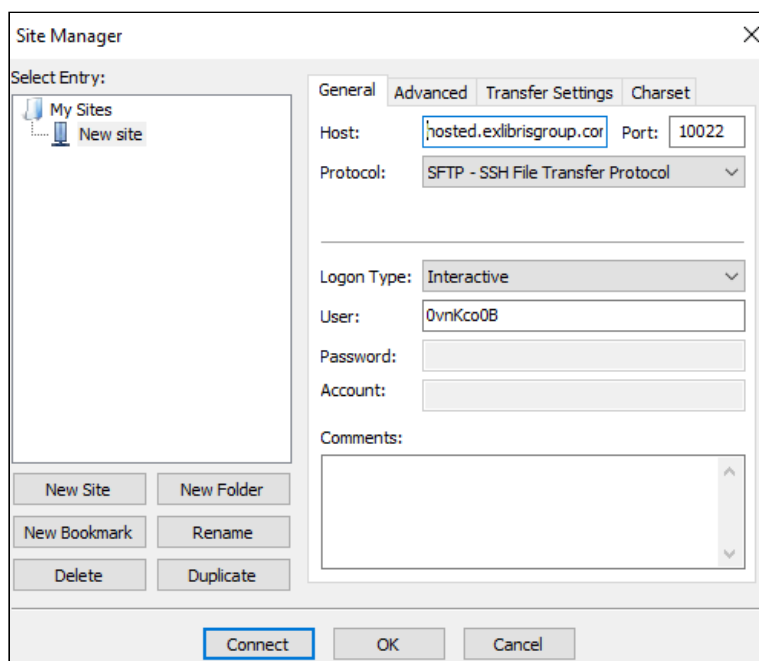 Site Manager
Select Entry:
My Sites
New site
New Site
New Folder
New Bookmark
Rename
Delete
Duplicate
General
Advanced
Transfer Settings
Charset
Host:
hosted.exlibrisgroup.cor
Port:
10022
Protocol:
SFTP - SSH File Transfer Protocol
Logon Type:
Interactive
User:
0vnKco0B
Password:
Account:
Comments:
Connect
OK
Cancel